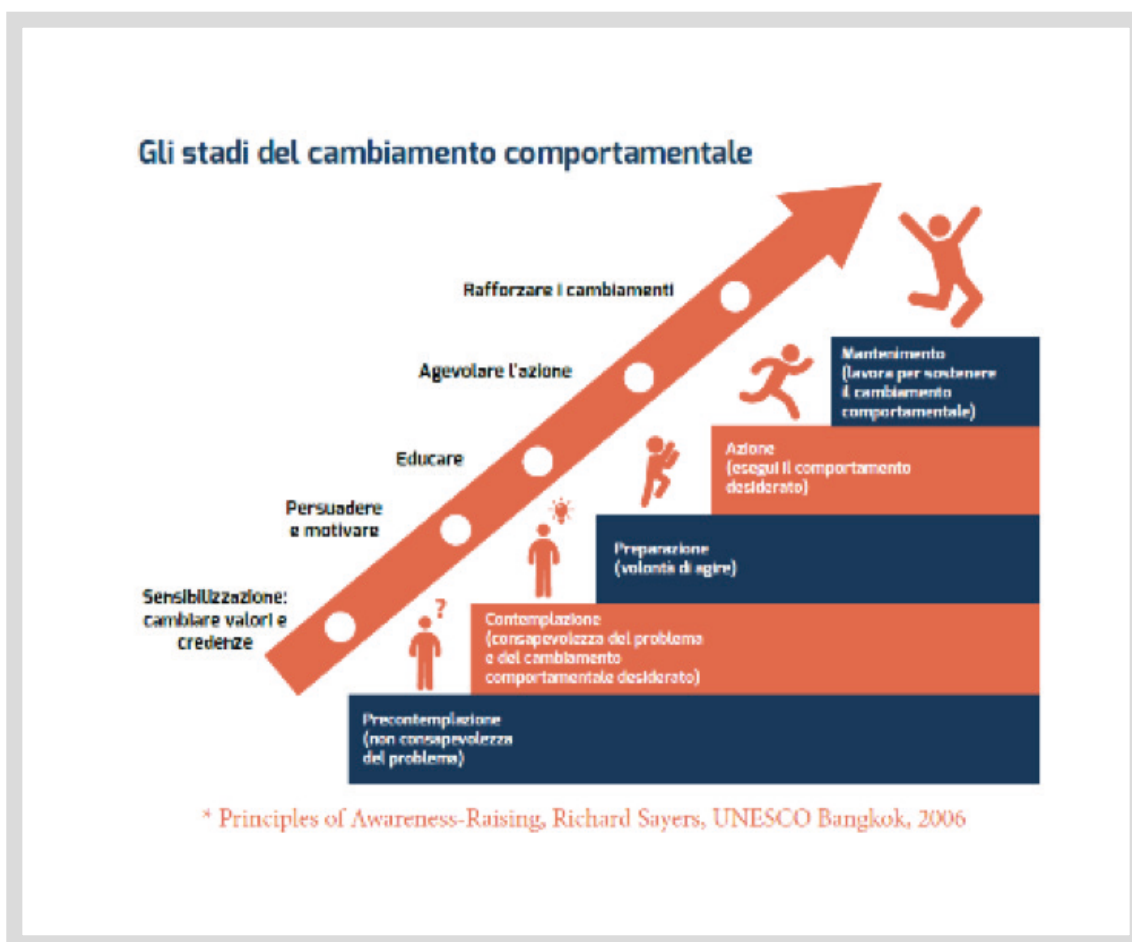 Gli stadi del cambiamento comportamentale
Rafforzare i cambiamenti
Agevolare l'azione
Educare
Persuadere
e motivare
Sensibilizzazione:
cambiare valori e
credenze
?
Mantenimento
(lavora per sostenere
il cambiamento
comportamentale)
Azione
(esegui il comportamento
desiderato)
Preparazione
(volontà di agire)
Contemplazione
(consapevolezza del problema
e del cambiamento
comportamentale desiderato)
Precontemplazione
(non consapevolezza
del problema)
* Principles of Awareness-Raising, Richard Sayers, UNESCO Bangkok, 2006